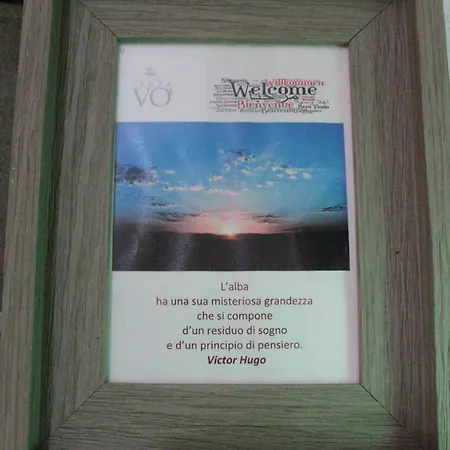 VO
Willkommen
Welcome
Bienvenue
L'alba
ha una sua misteriosa grandezza
che si compone
d'un residuo di sogno
e d'un principio di pensiero.
Victor Hugo